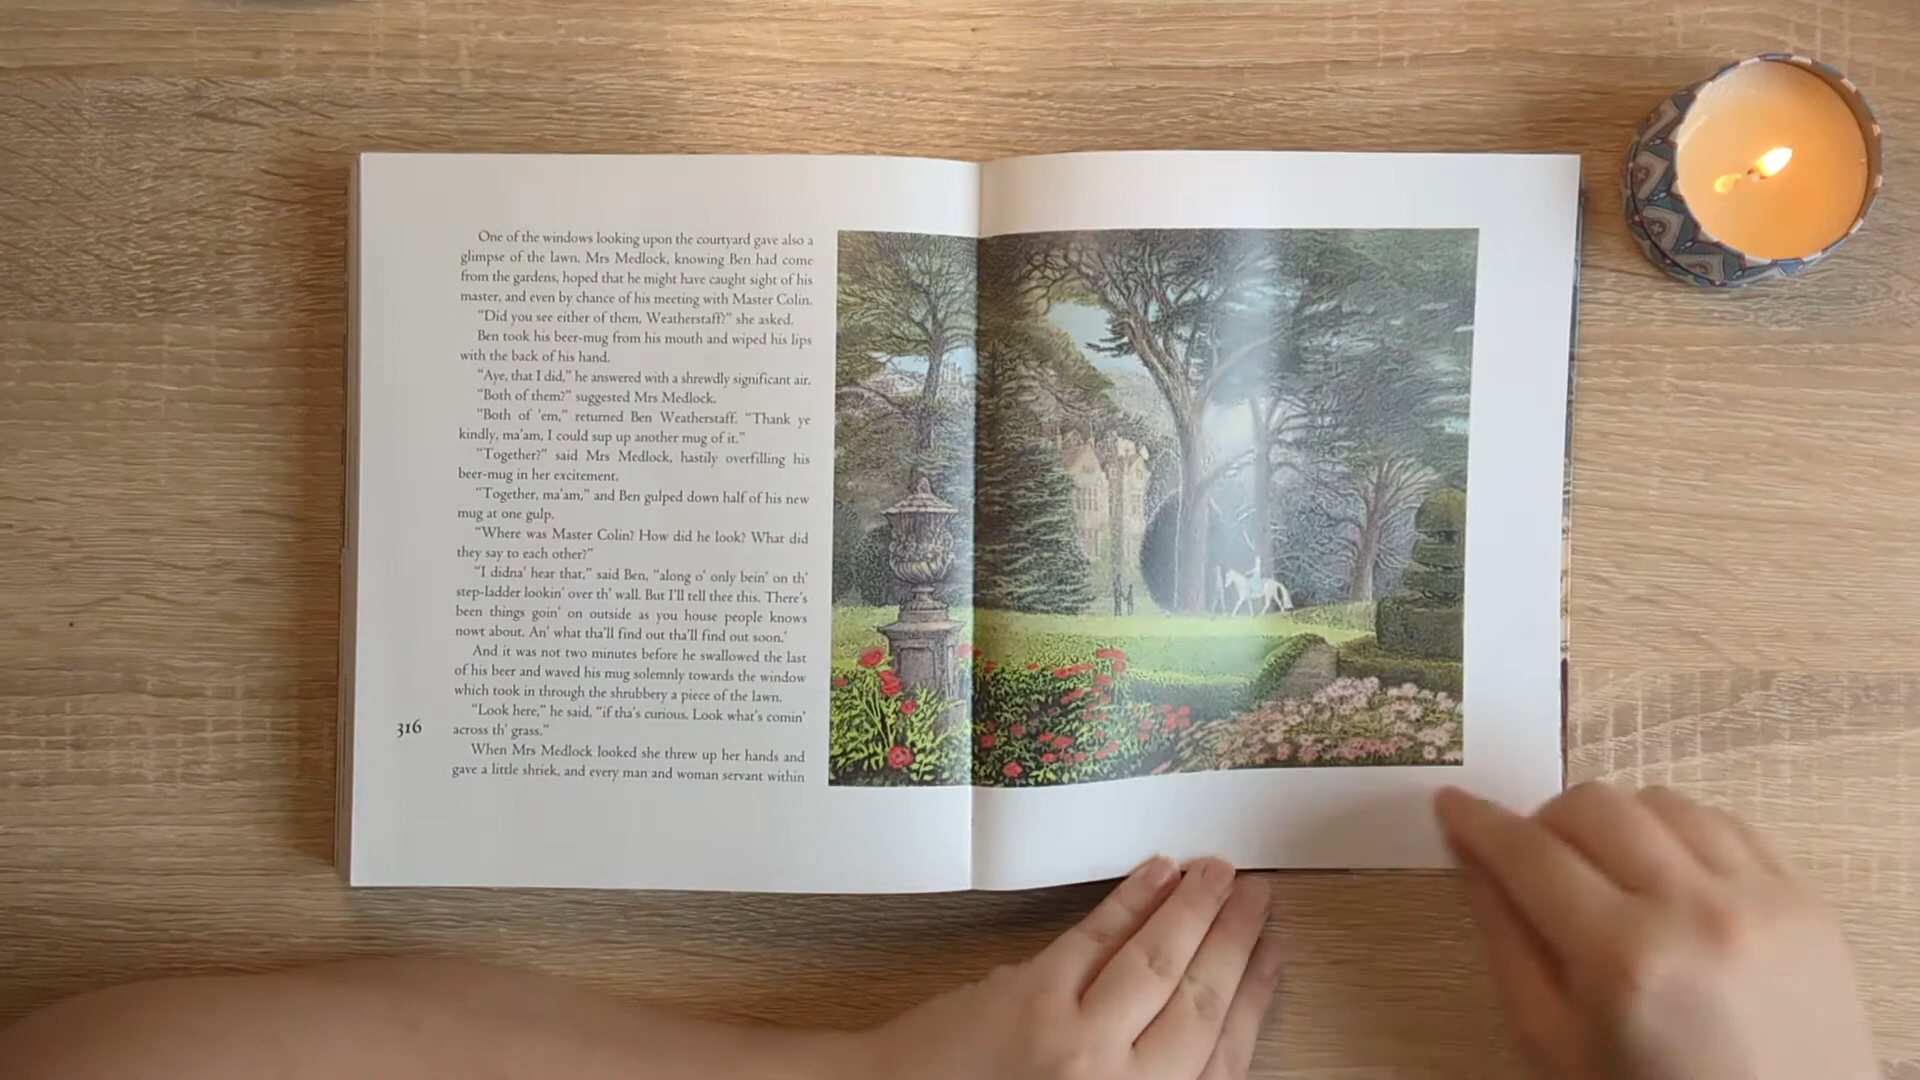 One of the windows looking upon the courtyard gave also a
glimpse of the lawn. Mrs Medlock, knowing Ben had come
from the gardens, hoped that he might have caught sight of his
master, and even by chance of his meeting with Master Colin.
“Did you see either of them, Weatherstaff?” she asked.
Ben took his beer-mug from his mouth and wiped his lips
with the back of his hand.
“Aye, that I did,” he answered with a shrewdly significant air.
“Both of them?” suggested Mrs Medlock.
“Both of 'em,” returned Ben Weatherstaff. “Thank ye
kindly, ma'am, I could sup up another mug of it.”
“Together?” said Mrs Medlock, hastily overfilling his
beer-mug in her excitement.
“Together, ma'am,” and Ben gulped down half of his new
mug at one gulp.
“Where was Master Colin? How did he look? What did
they say to each other?”
“I didna' hear that,” said Ben, “along o' only bein' on th'
step-ladder lookin' over th' wall. But I'll tell thee this. There's
been things goin' on outside as you house people knows
nowt about. An' what tha'll find out tha'll find out soon.'
And it was not two minutes before he swallowed the last
of his beer and waved his mug solemnly towards the window
which took in through the shrubbery a piece of the lawn.
“Look here,” he said, “if tha's curious. Look what's comin'
across th' grass.”
When Mrs Medlock looked she threw up her hands and
gave a little shriek, and every man and woman servant within
316